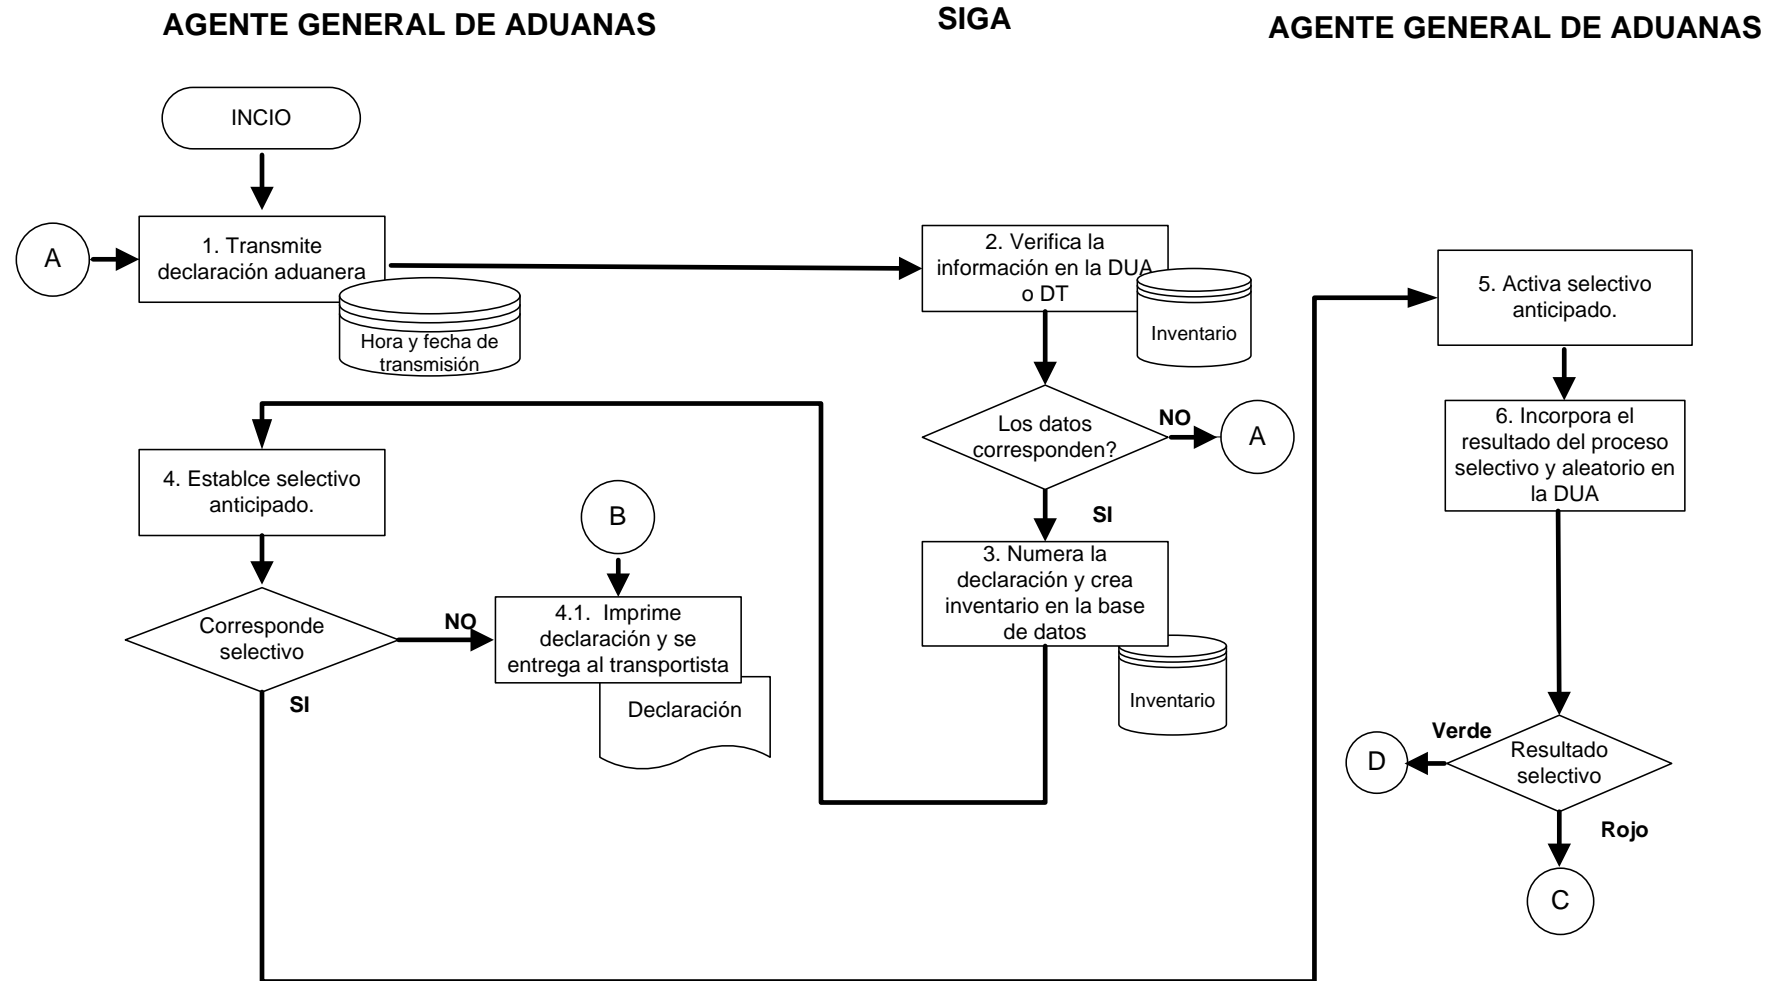 AGENTE GENERAL DE ADUANAS
SIGA
AGENTE GENERAL DE ADUANAS
INCIO
A
1. Transmite
declaración aduanera
Hora y fecha de
transmisión
2. Verifica la
información en la DUA
o DT
Inventario
Los datos
corresponden?
NO
A
SI
3. Numera la
declaración y crea
inventario en la base
de datos
Inventario
4. Establce selectivo
anticipado.
Corresponde
selectivo
NO
SI
B
4.1. Imprime
declaración y se
entrega al transportista
Declaración
5. Activa selectivo
anticipado.
6. Incorpora el
resultado del proceso
selectivo y aleatorio en
la DUA
Resultado
selectivo
Verde
D
Rojo
C